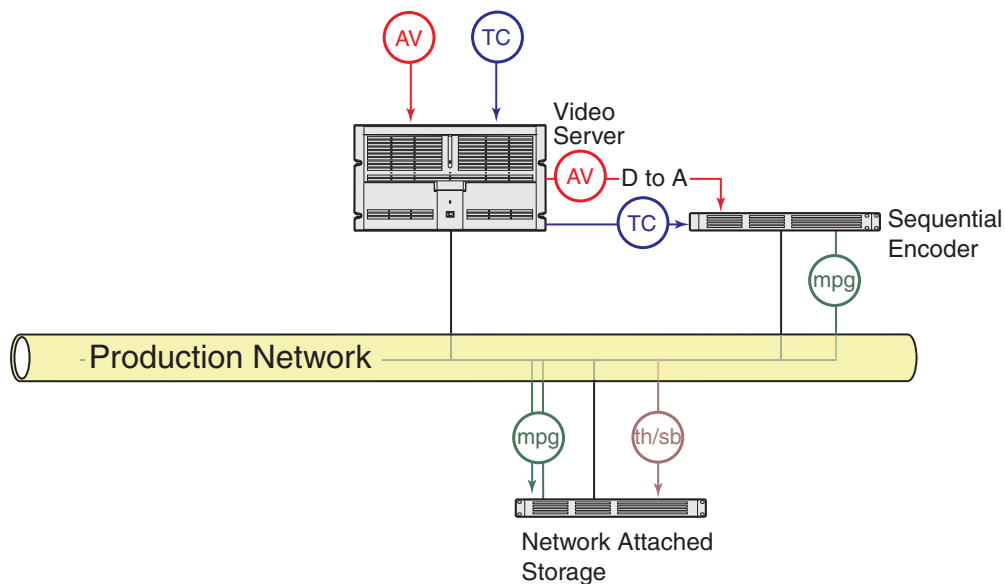 AV
TC
Video
Server
AV
D to A
TC
Sequential
Encoder
mpg
Production Network
mpg
th/sb
Network Attached
Storage